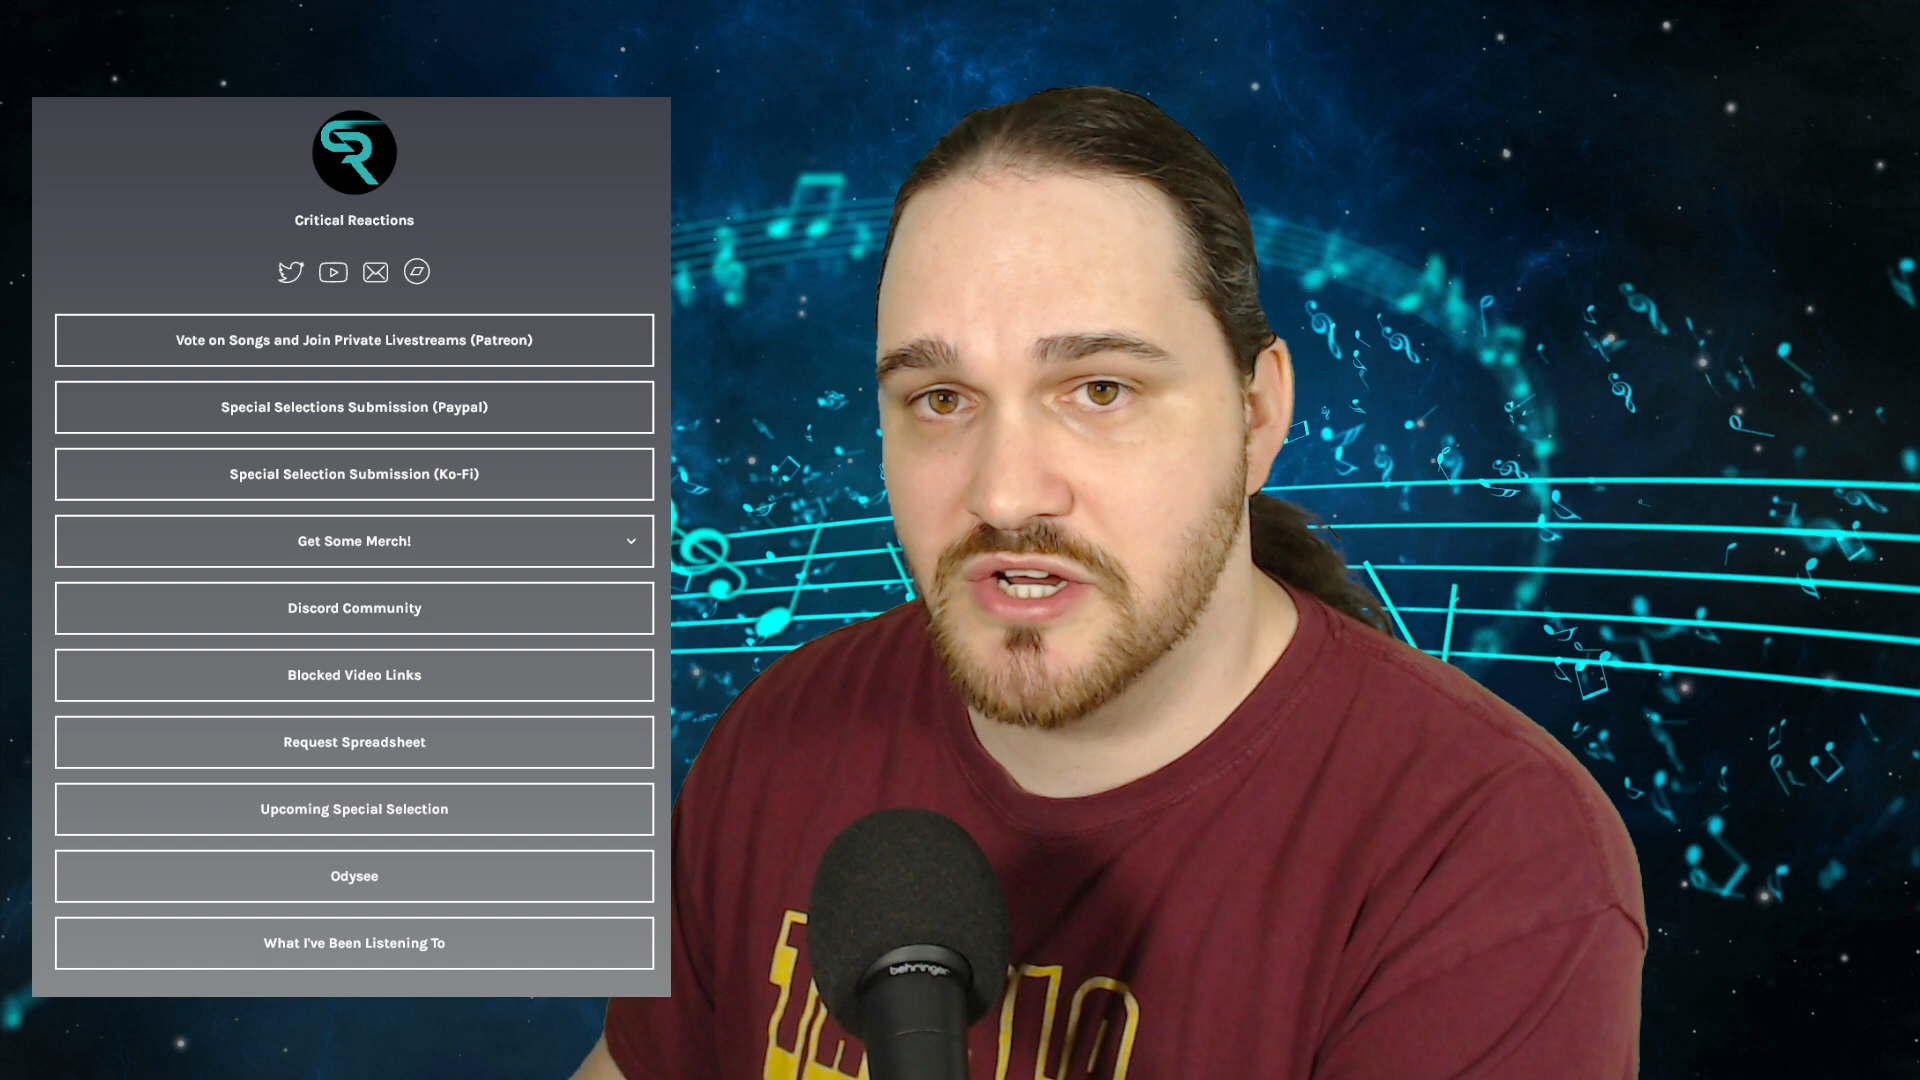 CR
Critical Reactions
Vote on Songs and Join Private Livestreams (Patreon)
Special Selections Submission (Paypal)
Special Selection Submission (Ko-Fi)
Get Some Merch!
Discord Community
Blocked Video Links
Request Spreadsheet
Upcoming Special Selection
Odysee
What I've Been Listening To
behringer